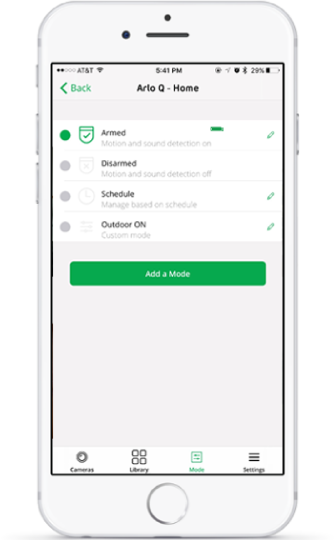 AT&T 5:41 PM 29%
Back Arlo Q - Home
Armed
Motion and sound detection on
Disarmed
Motion and sound detection off
Schedule
Manage based on schedule
Outdoor ON
Custom mode
Add a Mode
Cameras Library Mode Settings